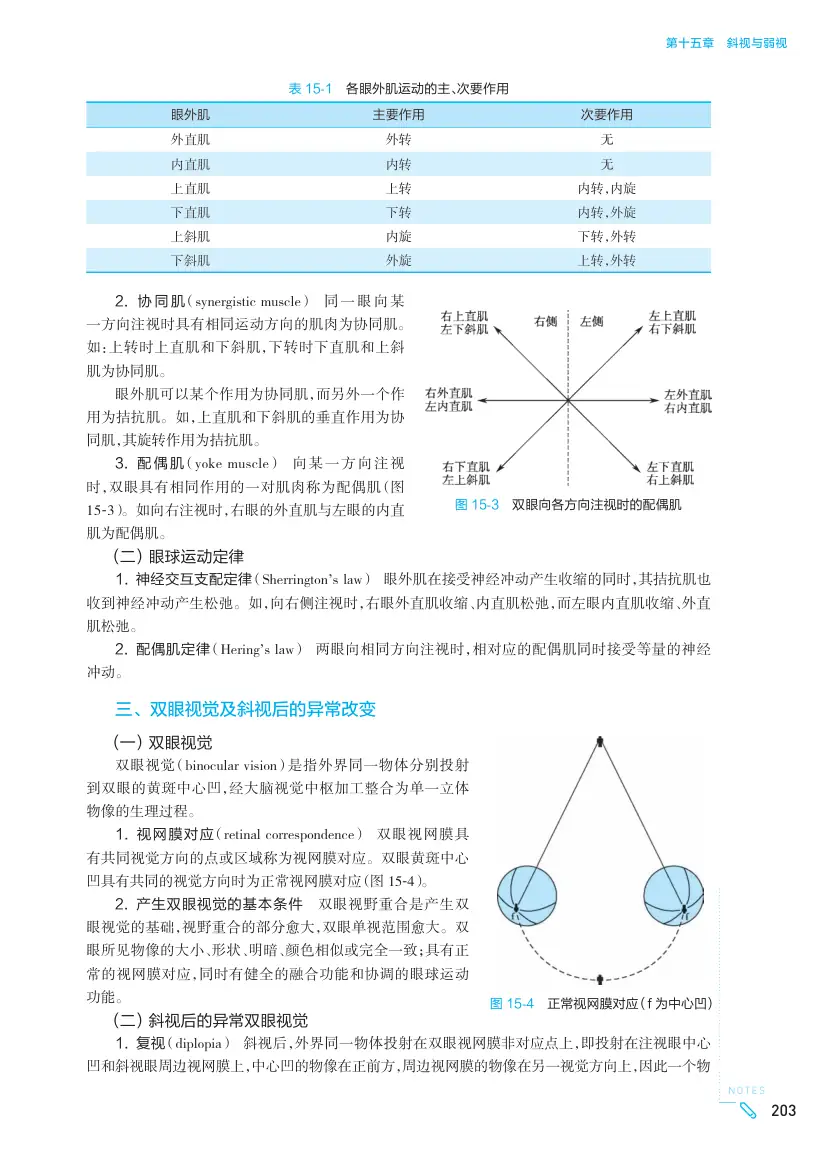 第十五章 斜视与弱视
表 15-1 各眼外肌运动的主、次要作用
眼外肌 主要作用 次要作用
外直肌 外转 无
内直肌 内转 无
上直肌 上转 内转,内旋
下直肌 下转 内转,外旋
上斜肌 内旋 下转,外转
下斜肌 外旋 上转,外转
2. 协同肌(synergistic muscle) 同一眼向某
一方向注视时具有相同运动方向的肌肉为协同肌。
如:上转时上直肌和下斜肌,下转时下直肌和上斜
肌为协同肌。
眼外肌可以某个作用为协同肌,而另外一个作
用为拮抗肌。如,上直肌和下斜肌的垂直作用为协
同肌,其旋转作用为拮抗肌。
3. 配偶肌(yoke muscle) 向某一方向注视
时,双眼具有相同作用的一对肌肉称为配偶肌(图
15-3)。如向右注视时,右眼的外直肌与左眼的内直
肌为配偶肌。
右上直肌
左下斜肌
右侧
左侧
左上直肌
右下斜肌
右外直肌
左内直肌
左外直肌
右内直肌
右下直肌
左上斜肌
左下直肌
右上斜肌
图 15-3 双眼向各方向注视时的配偶肌
(二)眼球运动定律
1. 神经交互支配定律(Sherrington's law) 眼外肌在接受神经冲动产生收缩的同时,其拮抗肌也
收到神经冲动产生松弛。如,向右侧注视时,右眼外直肌收缩、内直肌松弛,而左眼内直肌收缩、外直
肌松弛。
2. 配偶肌定律(Hering's law) 两眼向相同方向注视时,相对应的配偶肌同时接受等量的神经
冲动。
三、双眼视觉及斜视后的异常改变
(一)双眼视觉
双眼视觉(binocular vision)是指外界同一物体分别投射
到双眼的黄斑中心凹,经大脑视觉中枢加工整合为单一立体
物像的生理过程。
1. 视网膜对应(retinal correspondence) 双眼视网膜具
有共同视觉方向的点或区域称为视网膜对应。双眼黄斑中心
凹具有共同的视觉方向时为正常视网膜对应(图 15-4)。
2. 产生双眼视觉的基本条件 双眼视野重合是产生双
眼视觉的基础,视野重合的部分愈大,双眼单视范围愈大。双
眼所见物像的大小、形状、明暗、颜色相似或完全一致;具有正
常的视网膜对应,同时有健全的融合功能和协调的眼球运动
功能。
f
f
图 15-4 正常视网膜对应(f 为中心凹)
(二)斜视后的异常双眼视觉
1. 复视(diplopia) 斜视后,外界同一物体投射在双眼视网膜非对应点上,即投射在注视眼中心
凹和斜视眼周边视网膜上,中心凹的物像在正前方,周边视网膜的物像在另一视觉方向上,因此一个物
NOTES
203